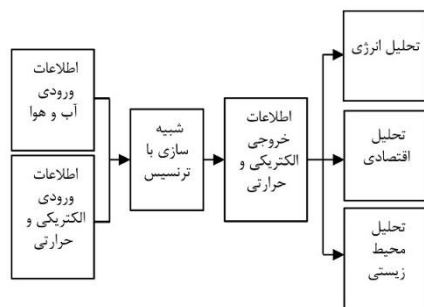 اطلاعات
ورودی
آب و هوا
اطلاعات
ورودی
الکتریکی و
حرارتی
شبیه
سازی با
ترنسیس
اطلاعات
خروجی
الکتریکی و
حرارتی
تحلیل انرژی
تحلیل
اقتصادی
تحلیل
محیط
زیستی